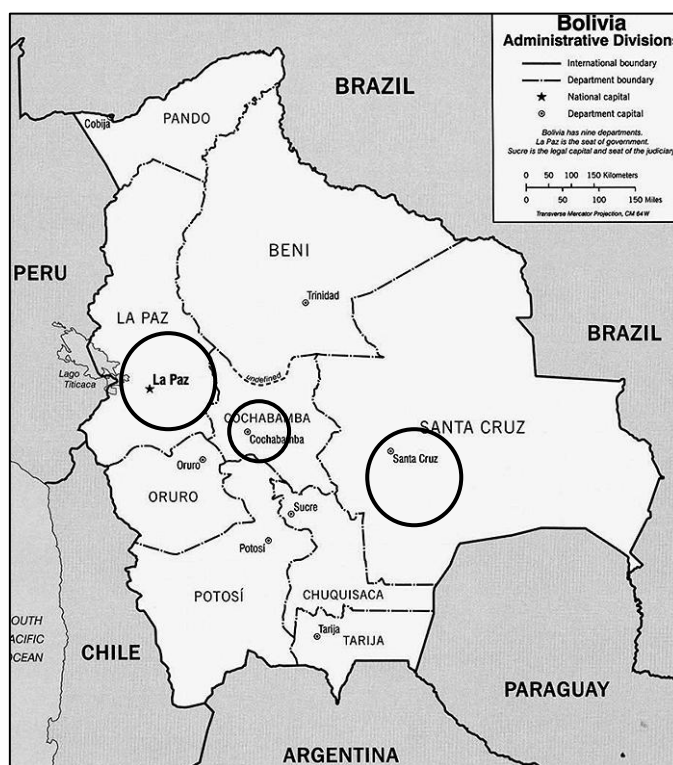 Bolivia
Administrative Divisions
International boundary
Department boundary
National capital
Department capital
Bolivia has nine departments.
La Paz is the seat of government.
Sucre is the legal capital and seat of the judiciary
0 50 100 150 Kilometers
0 50 100 150 Miles
Transverse Mercator Projection, CM 64W
BRAZIL
Cobija
PANDO
PERU
BENI
Trinidad
LA PAZ
BRAZIL
Lago
Titicaca
La Paz
undefined
COCHABAMBA
Cochabamba
SANTA CRUZ
Santa Cruz
Oruro
ORURO
Sucre
Potosí
POTOSÍ
CHUQUISACA
Tarija
TARIJA
OUTH
ACIFIC
OCEAN
CHILE
PARAGUAY
ARGENTINA